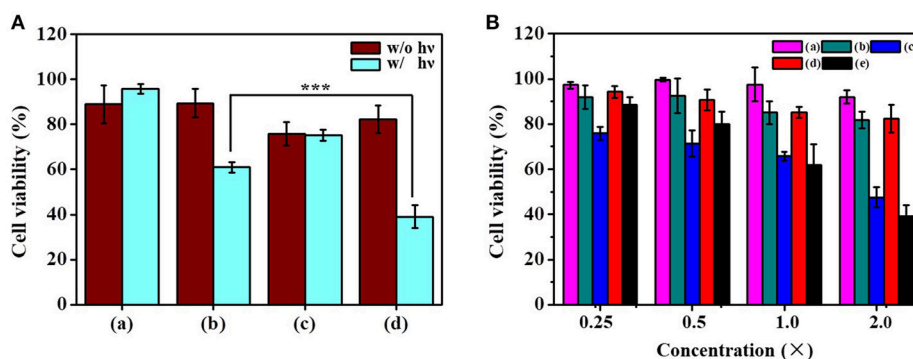 A
Cell viability (%)
120
100
80
60
40
20
0
w/o hν
w/ hν
***
(a) (b) (c) (d)
B
Cell viability (%)
120
100
80
60
40
20
0
(a) (b) (c)
(d) (e)
0.25 0.5 1.0 2.0
Concentration (×)